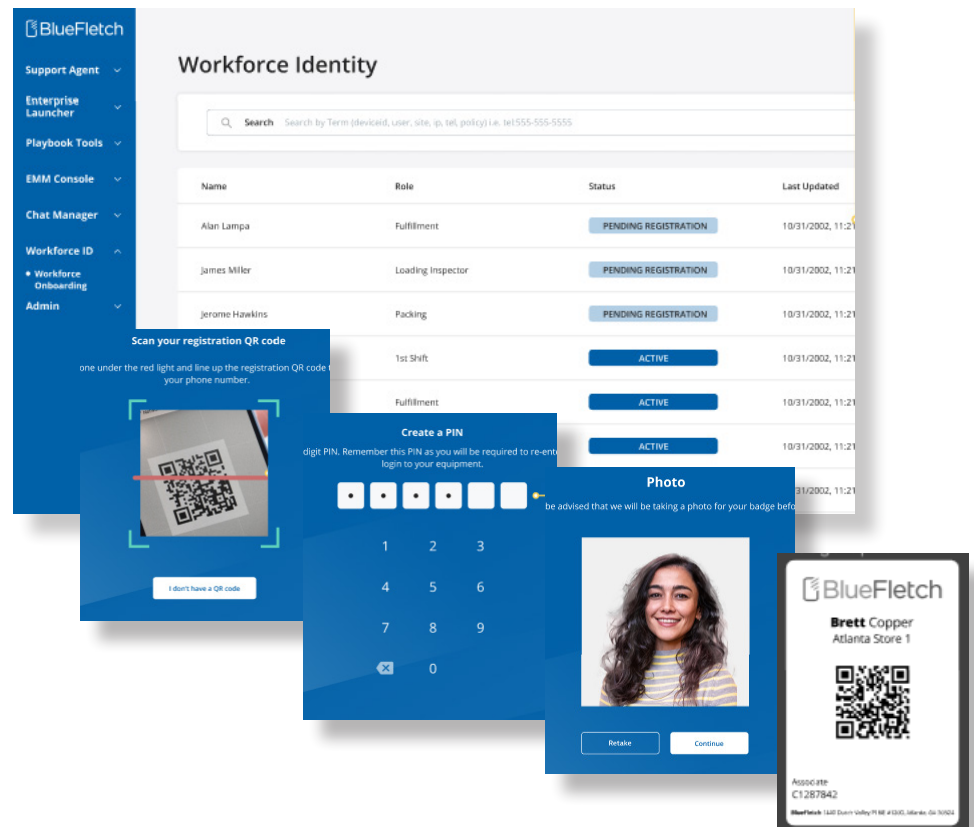 BlueFletch
Support Agent
Enterprise
Launcher
Playbook Tools
EMM Console
Chat Manager
Workforce ID
Workforce
Onboarding
Admin
Workforce Identity
Search Search by Term (deviceid, user, site, ip, tel, policy) i.e. tel:555-555-5555
Name Role Status Last Updated
Alan Lampa Fulfillment PENDING REGISTRATION 10/31/2002, 11:21
James Miller Loading Inspector PENDING REGISTRATION 10/31/2002, 11:21
Jerome Hawkins Packing PENDING REGISTRATION 10/31/2002, 11:21
1st Shift ACTIVE 10/31/2002, 11:21
Fulfillment ACTIVE 10/31/2002, 11:21
ACTIVE 10/31/2002, 11:21
31/2002, 11:21
Scan your registration QR code
one under the red light and line up the registration QR code
your phone number.
I don't have a QR code
Create a PIN
digit PIN. Remember this PIN as you will be required to re-ente
login to your equipment.
1 2 3
4 5 6
7 8 9
0
Photo
be advised that we will be taking a photo for your badge befo
Retake Continue
BlueFletch
Brett Copper
Atlanta Store 1
Associate
C1287842
BlueFletch Valley Atlanta, GA